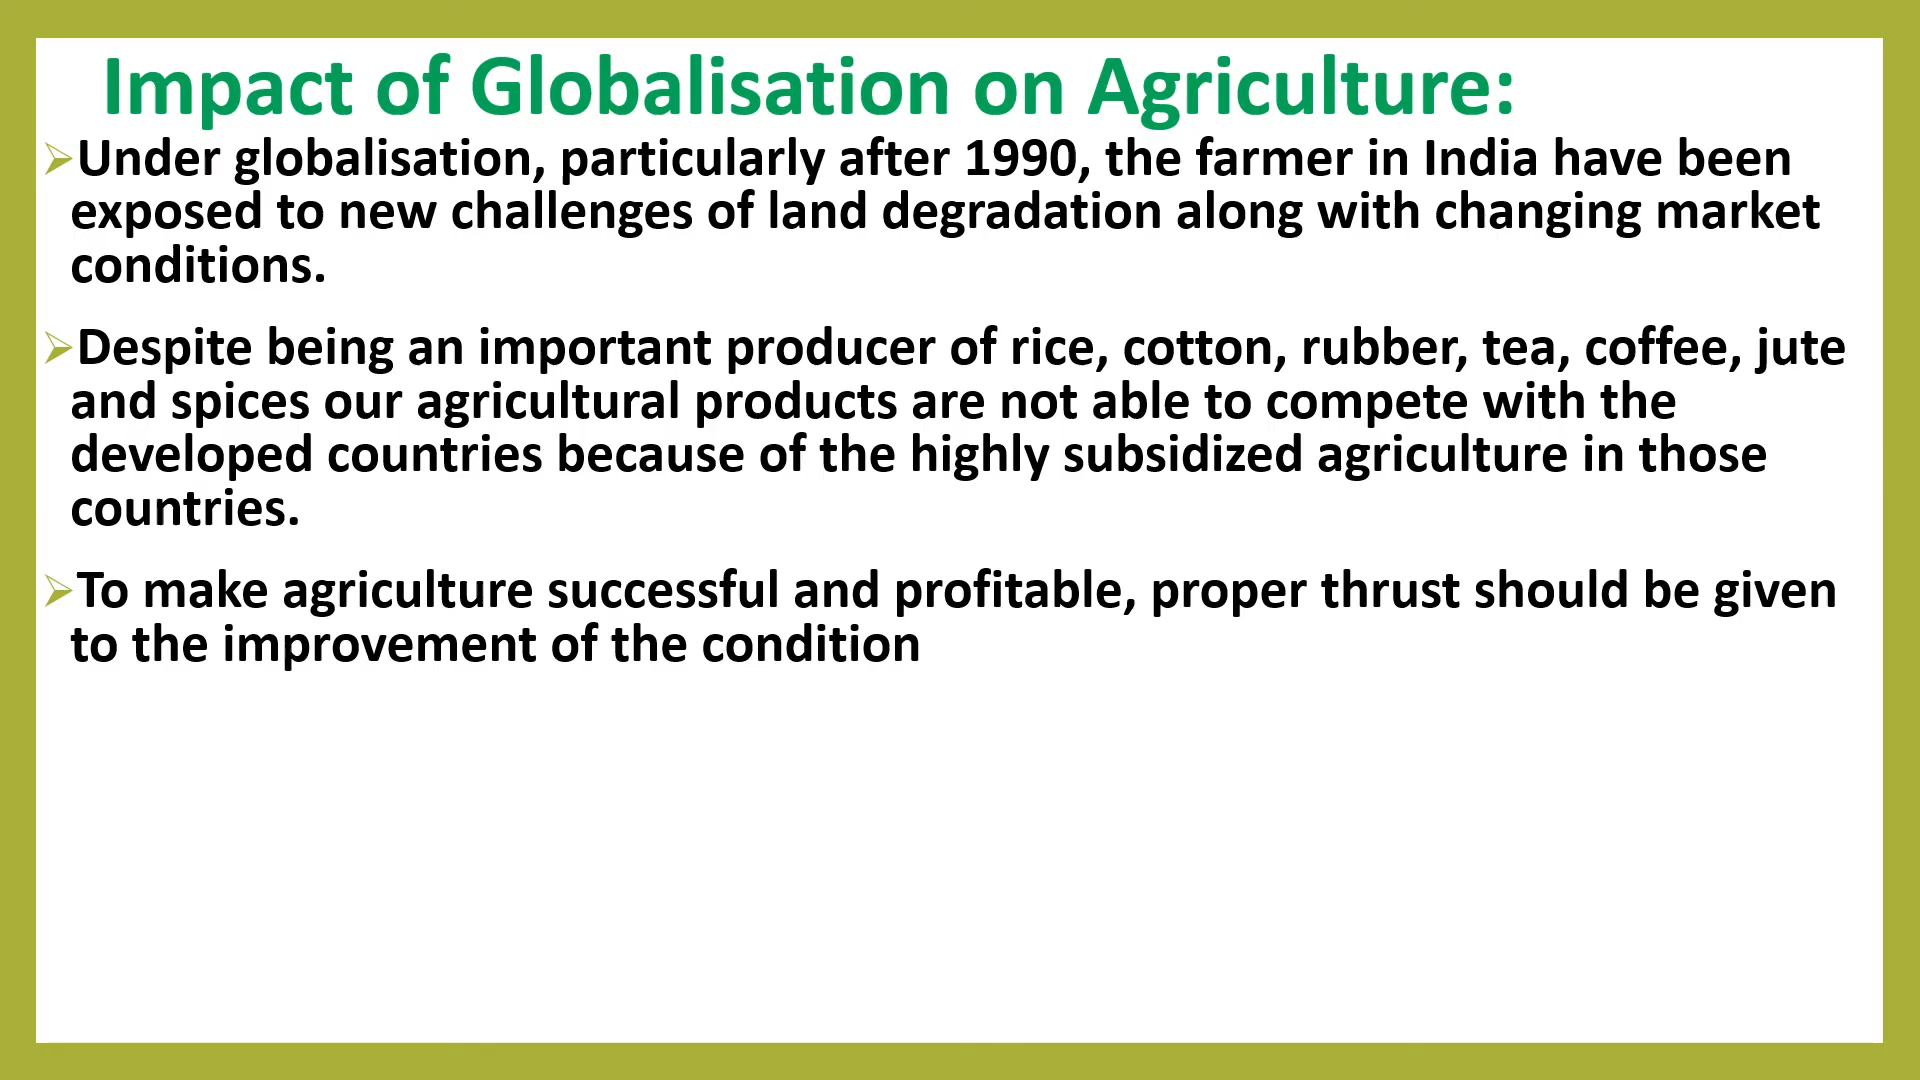 Impact of Globalisation on Agriculture:
Under globalisation, particularly after 1990, the farmer in India have been
exposed to new challenges of land degradation along with changing market
conditions.
Despite being an important producer of rice, cotton, rubber, tea, coffee, jute
and spices our agricultural products are not able to compete with the
developed countries because of the highly subsidized agriculture in those
countries.
To make agriculture successful and profitable, proper thrust should be given
to the improvement of the condition